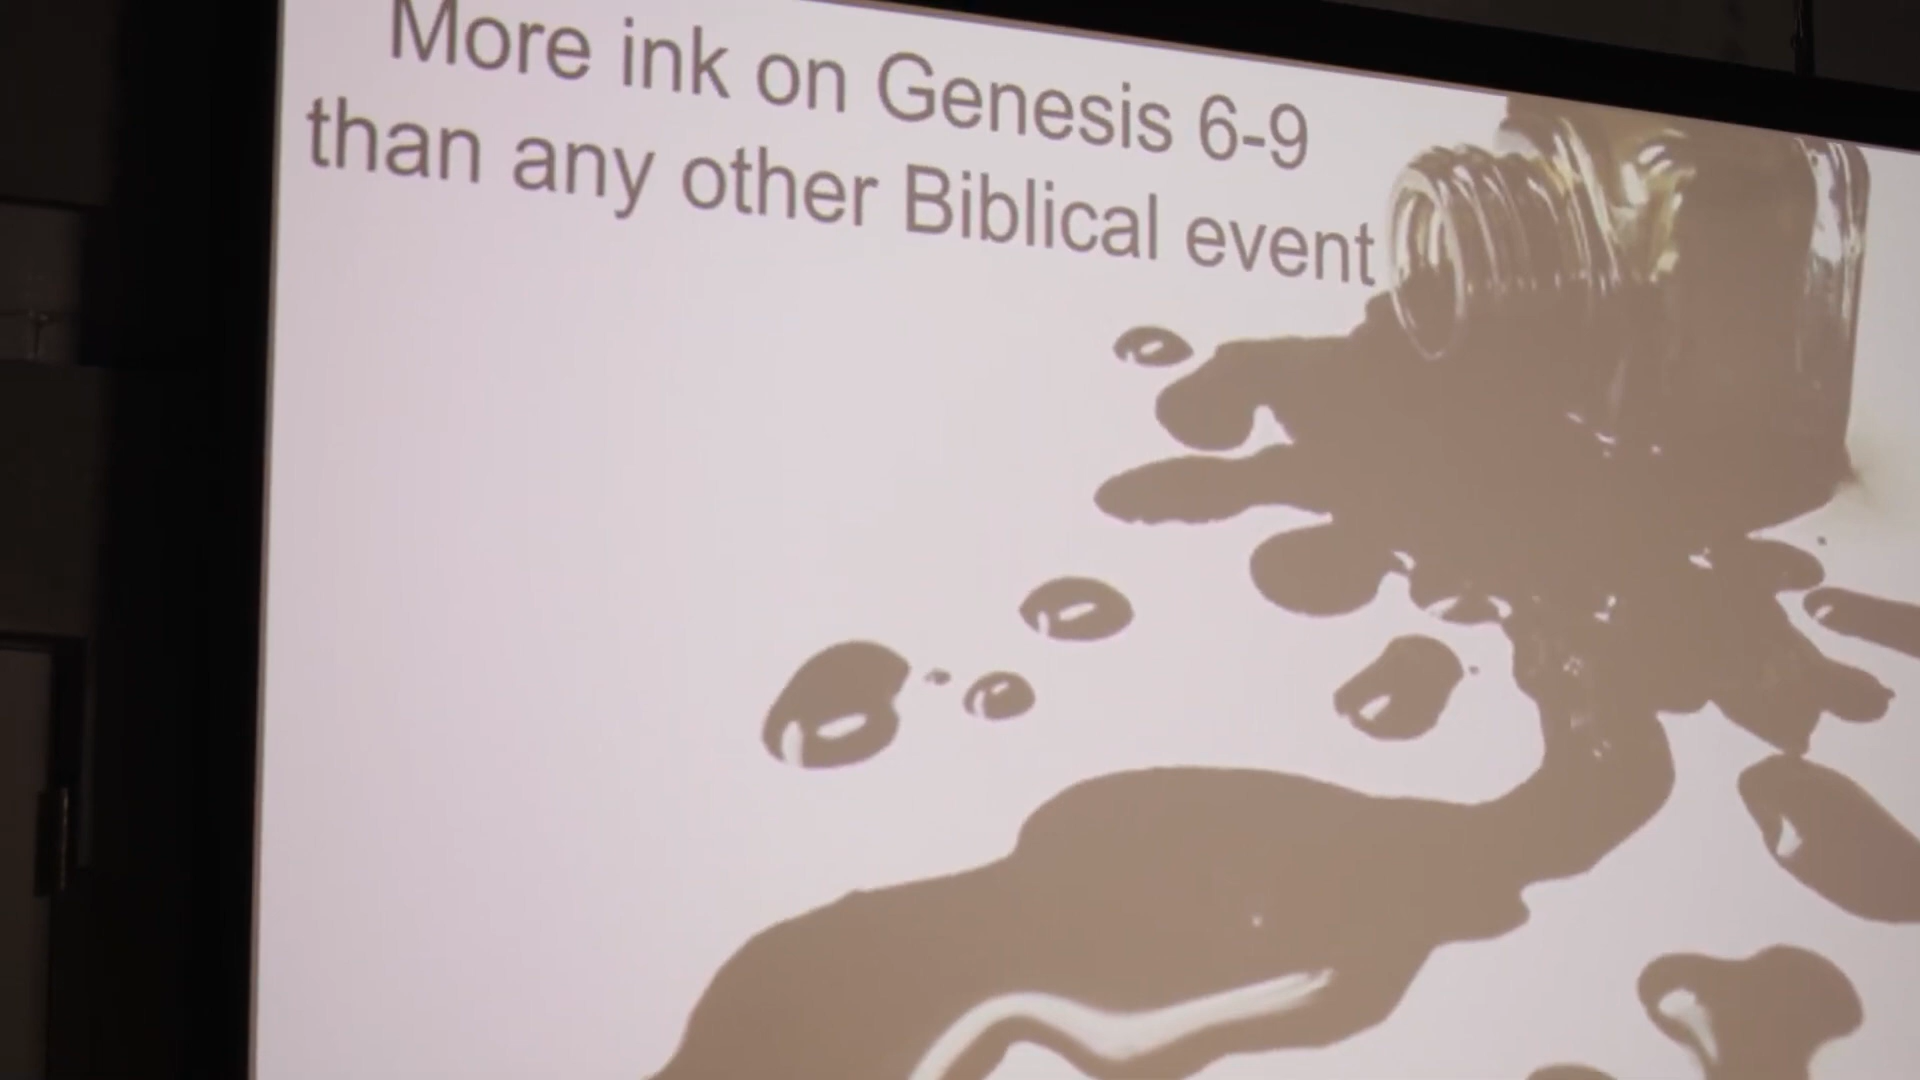 More ink on Genesis 6-9
than any other Biblical event